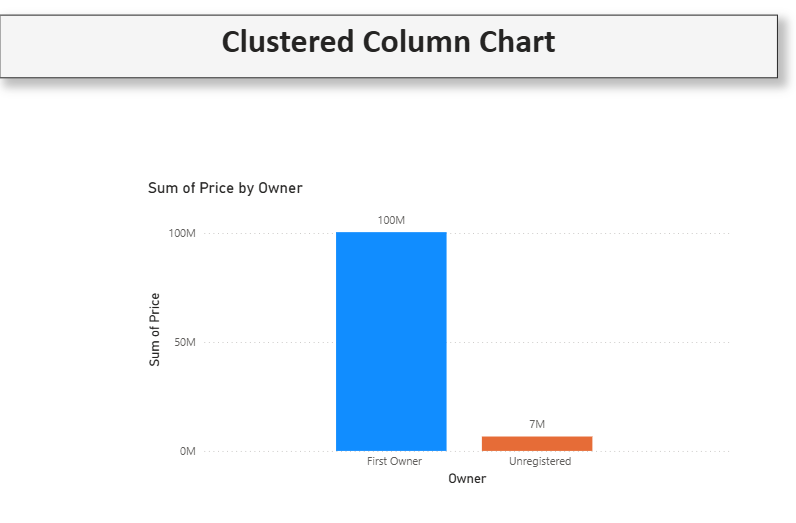 Clustered Column Chart
Sum of Price by Owner
100M
100M
50M
7M
0M
Sum of Price
First Owner Unregistered
Owner